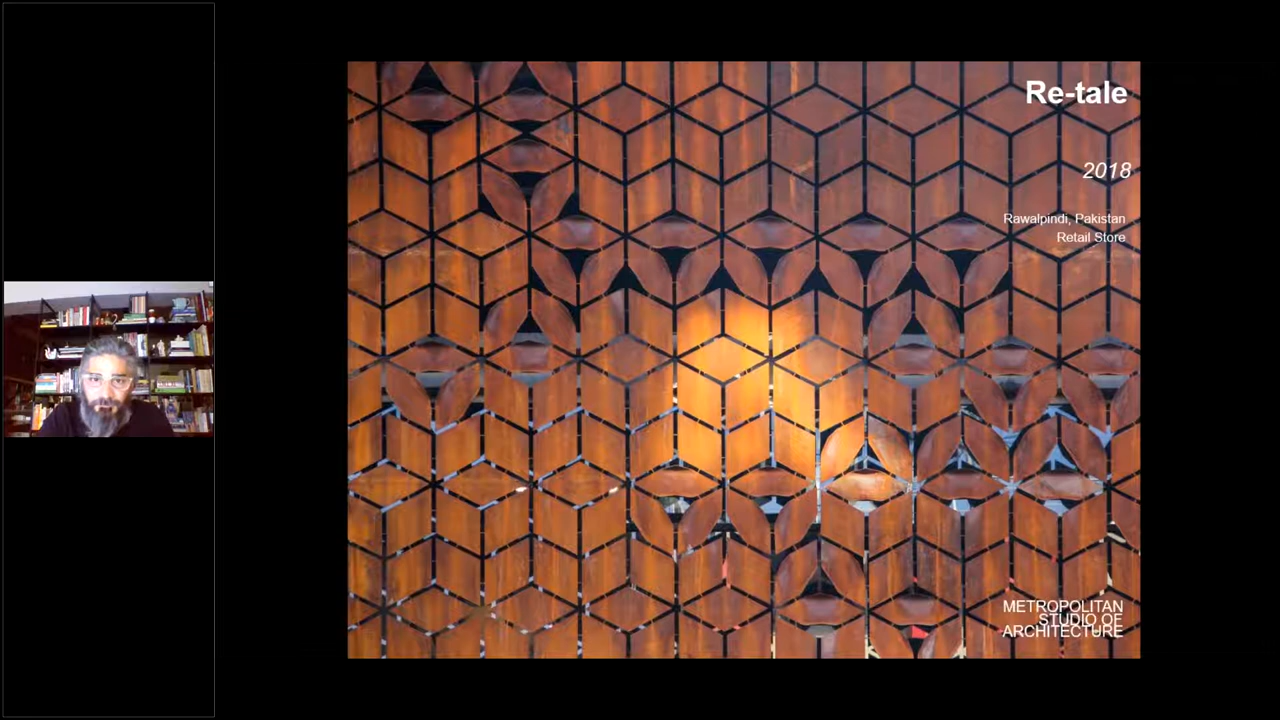 Re-tale
2018
Rawalpindi, Pakistan
Retail Store
METROPOLITAN
STUDIO OF
ARCHITECTURE